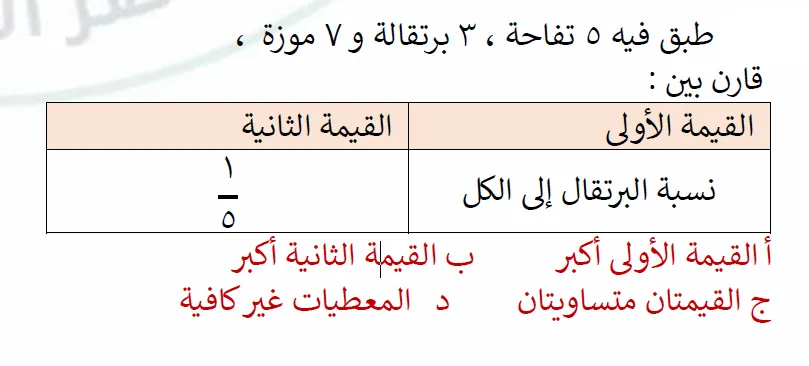 طبق فيه ٥ تفاحة ، ٣ برتقالة و ٧ موزة ،
قارن بين :
القيمة الأولى القيمة الثانية
نسبة البرتقال إلى الكل ١/٥
أ القيمة الأولى أكبر ب القيمة الثانية أكبر
ج القيمتان متساويتان د المعطيات غير كافية